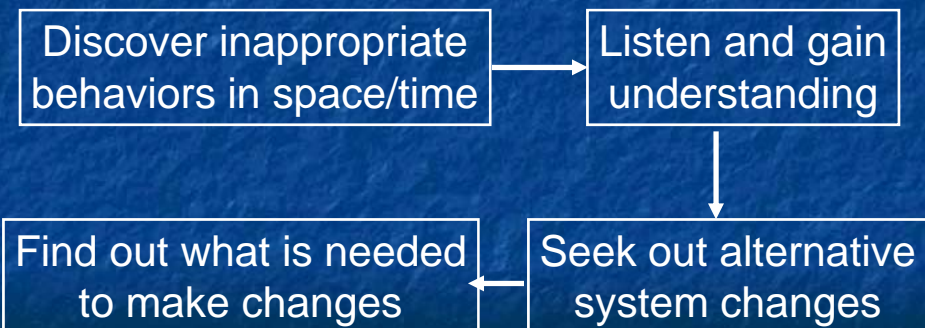 Discover inappropriate
behaviors in space/time
Listen and gain
understanding
Seek out alternative
system changes
Find out what is needed
to make changes